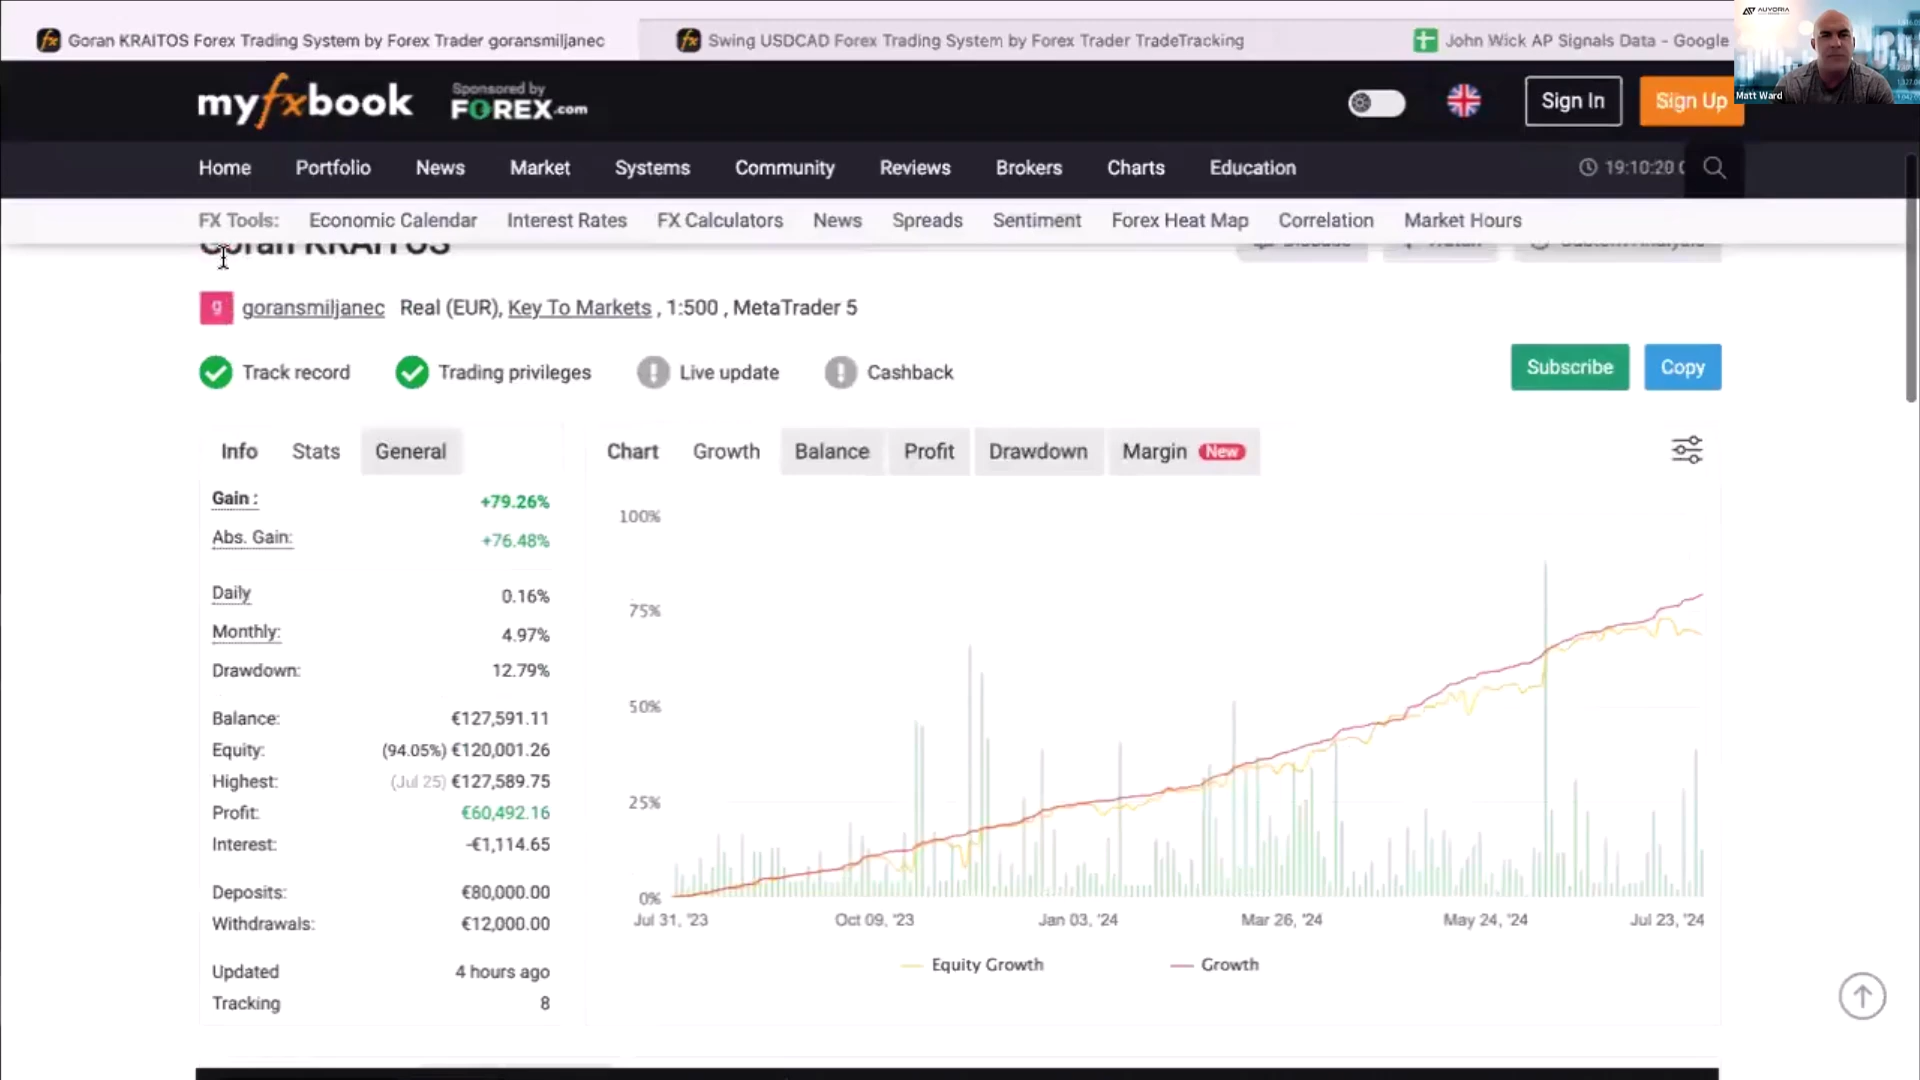 Goran KRAITOS Forex Trading System by Forex Trader goransmiljanec
Swing USDCAD Forex Trading System by Forex Trader TradeTracking
John Wick AP Signals Data - Google
AUVORIA
Matt Ward
myfxbook
Sponsored by
FOREX.com
Sign In
Sign Up
Home Portfolio News Market Systems Community Reviews Brokers Charts Education
19:10:20
FX Tools: Economic Calendar Interest Rates FX Calculators News Spreads Sentiment Forex Heat Map Correlation Market Hours
Goran KRAITOS
g goransmiljanec Real (EUR), Key To Markets , 1:500 , MetaTrader 5
Track record Trading privileges Live update Cashback
Subscribe Copy
Info Stats General
Chart Growth Balance Profit Drawdown Margin New
Gain : +79.26%
Abs. Gain: +76.48%
Daily 0.16%
Monthly: 4.97%
Drawdown: 12.79%
Balance: €127,591.11
Equity: (94.05%) €120,001.26
Highest: (Jul 25) €127,589.75
Profit: €60,492.16
Interest: -€1,114.65
Deposits: €80,000.00
Withdrawals: €12,000.00
Updated 4 hours ago
Tracking 8
100%
75%
50%
25%
0%
Jul 31, '23 Oct 09, '23 Jan 03, '24 Mar 26, '24 May 24, '24 Jul 23, '24
Equity Growth Growth